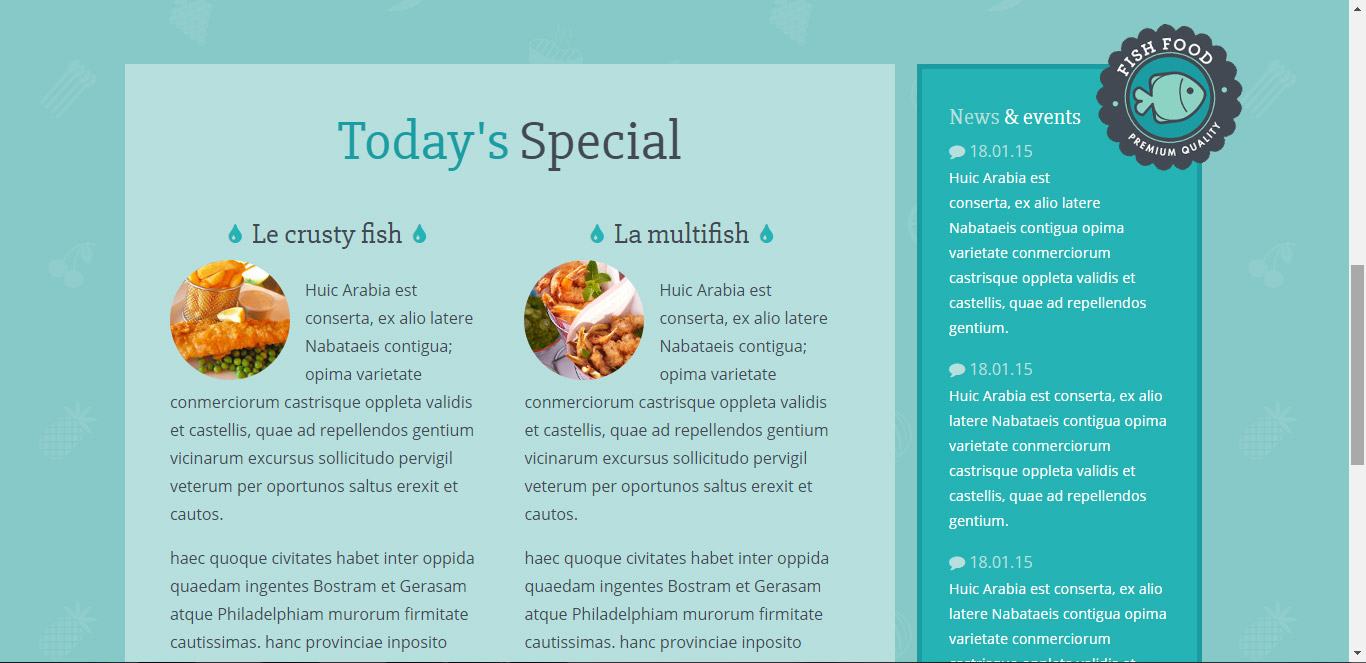 Today's Special
Le crusty fish
Huic Arabia est
conserta, ex alio latere
Nabataeis contigua;
opima varietate
conmerciorum castrisque oppleta validis
et castellis, quae ad repellendos gentium
vicinarum excursus sollicitudo pervigil
veterum per oportunos saltus erexit et
cautos.
haec quoque civitates habet inter oppida
quaedam ingentes Bostram et Gerasam
atque Philadelphiam murorum firmitate
cautissimas. hanc provinciae inposito
La multifish
Huic Arabia est
conserta, ex alio latere
Nabataeis contigua;
opima varietate
conmerciorum castrisque oppleta validis
et castellis, quae ad repellendos gentium
vicinarum excursus sollicitudo pervigil
veterum per oportunos saltus erexit et
cautos.
haec quoque civitates habet inter oppida
quaedam ingentes Bostram et Gerasam
atque Philadelphiam murorum firmitate
cautissimas. hanc provinciae inposito
FISH FOOD
PREMIUM QUALITY
News & events
18.01.15
Huic Arabia est
conserta, ex alio latere
Nabataeis contigua opima
varietate conmerciorum
castrisque oppleta validis et
castellis, quae ad repellendos
gentium.
18.01.15
Huic Arabia est conserta, ex alio
latere Nabataeis contigua opima
varietate conmerciorum
castrisque oppleta validis et
castellis, quae ad repellendos
gentium.
18.01.15
Huic Arabia est conserta, ex alio
latere Nabataeis contigua opima
varietate conmerciorum